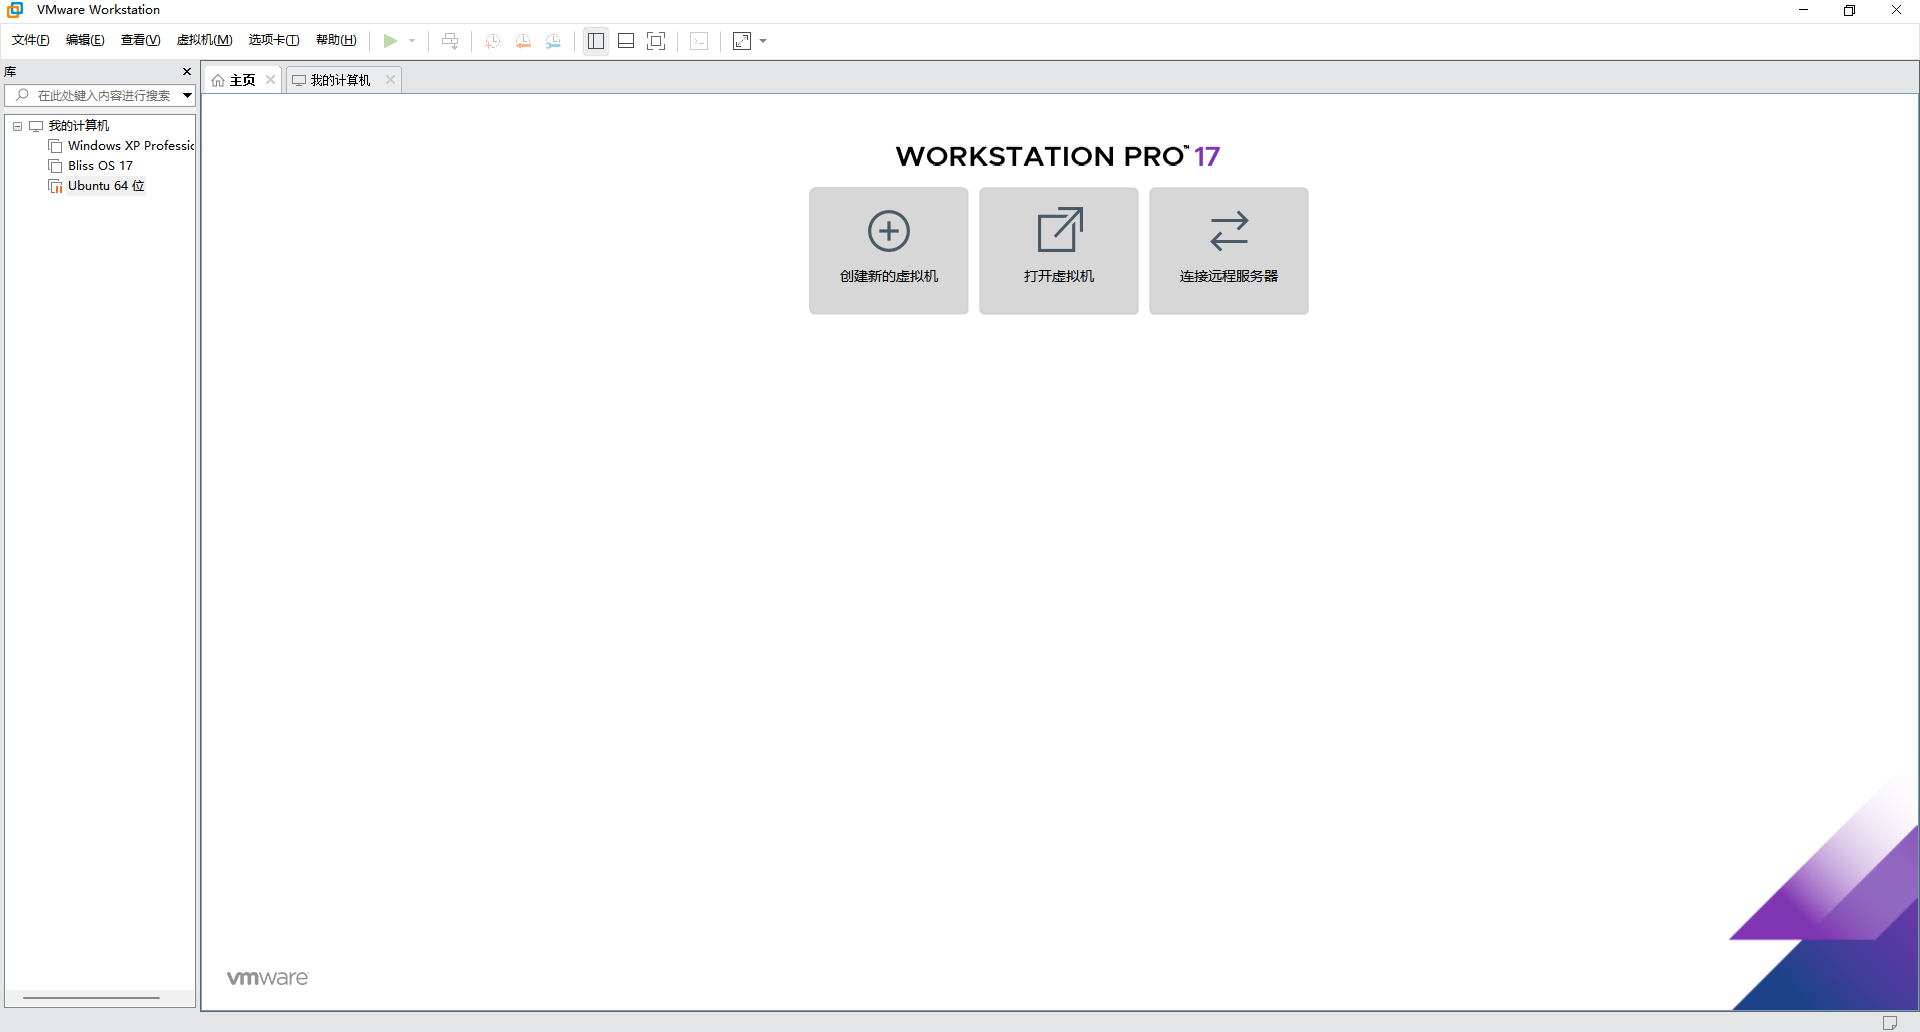 VMware Workstation
文件(F) 编辑(E) 查看(V) 虚拟机(M) 选项卡(T) 帮助(H)
库
主页 我的计算机
在此处键入内容进行搜索
我的计算机
Windows XP Professic
Bliss OS 17
Ubuntu 64 位
WORKSTATION PRO™ 17
创建新的虚拟机 打开虚拟机 连接远程服务器
vmware